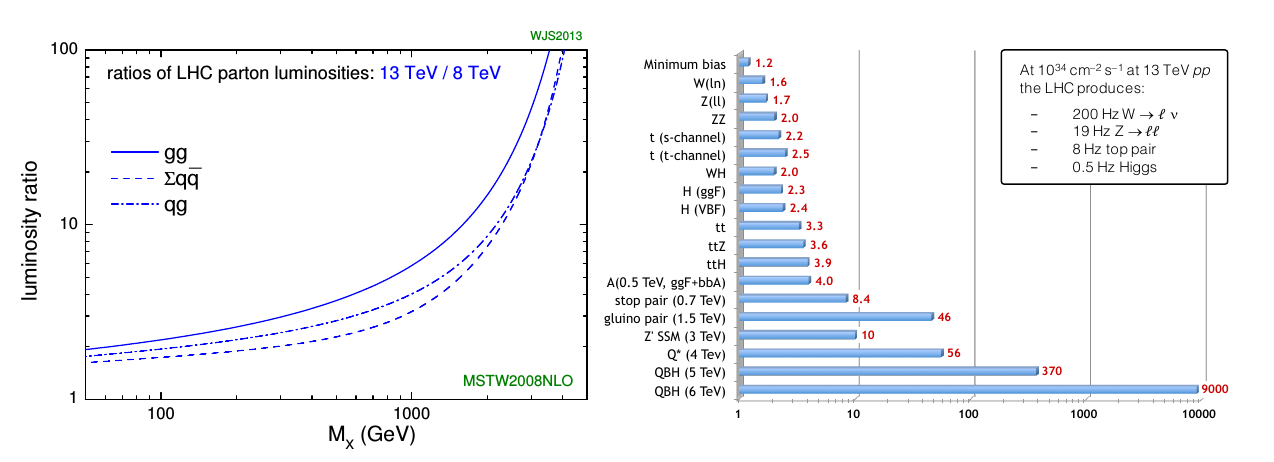 WJS2013
100
ratios of LHC parton luminosities: 13 TeV / 8 TeV
gg
Σqq̅
qg
10
luminosity ratio
MSTW2008NLO
1
100
1000
M_X (GeV)
Minimum bias 1.2
W(ln) 1.6
Z(ll) 1.7
ZZ 2.0
t (s-channel) 2.2
t (t-channel) 2.5
WH 2.0
H (ggF) 2.3
H (VBF) 2.4
tt 3.3
ttZ 3.6
ttH 3.9
A(0.5 TeV, ggF+bbA) 4.0
stop pair (0.7 TeV) 8.4
gluino pair (1.5 TeV) 46
Z' SSM (3 TeV) 10
Q* (4 Tev) 56
QBH (5 TeV) 370
QBH (6 TeV) 9000
1 10 100 1000 10000
At 10³⁴ cm⁻² s⁻¹ at 13 TeV pp
the LHC produces:
– 200 Hz W → ℓ ν
– 19 Hz Z → ℓℓ
– 8 Hz top pair
– 0.5 Hz Higgs